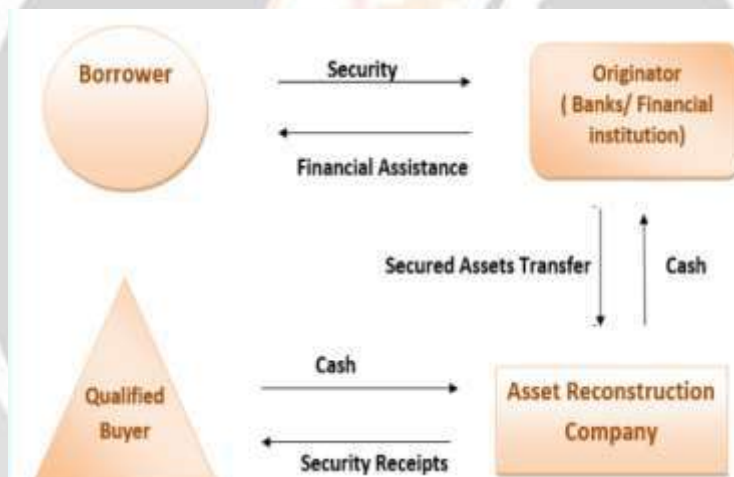 Borrower
Security
Originator
( Banks/ Financial
institution)
Financial Assistance
Secured Assets Transfer
Cash
Qualified
Buyer
Cash
Security Receipts
Asset Reconstruction
Company